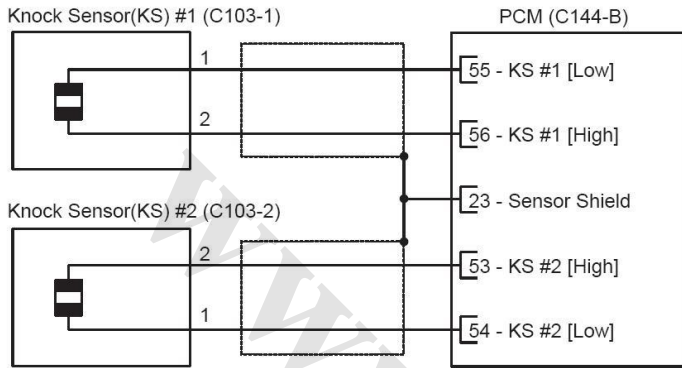 Knock Sensor(KS) #1 (C103-1)
PCM (C144-B)
1
55 - KS #1 [Low]
2
56 - KS #1 [High]
23 - Sensor Shield
Knock Sensor(KS) #2 (C103-2)
2
53 - KS #2 [High]
1
54 - KS #2 [Low]